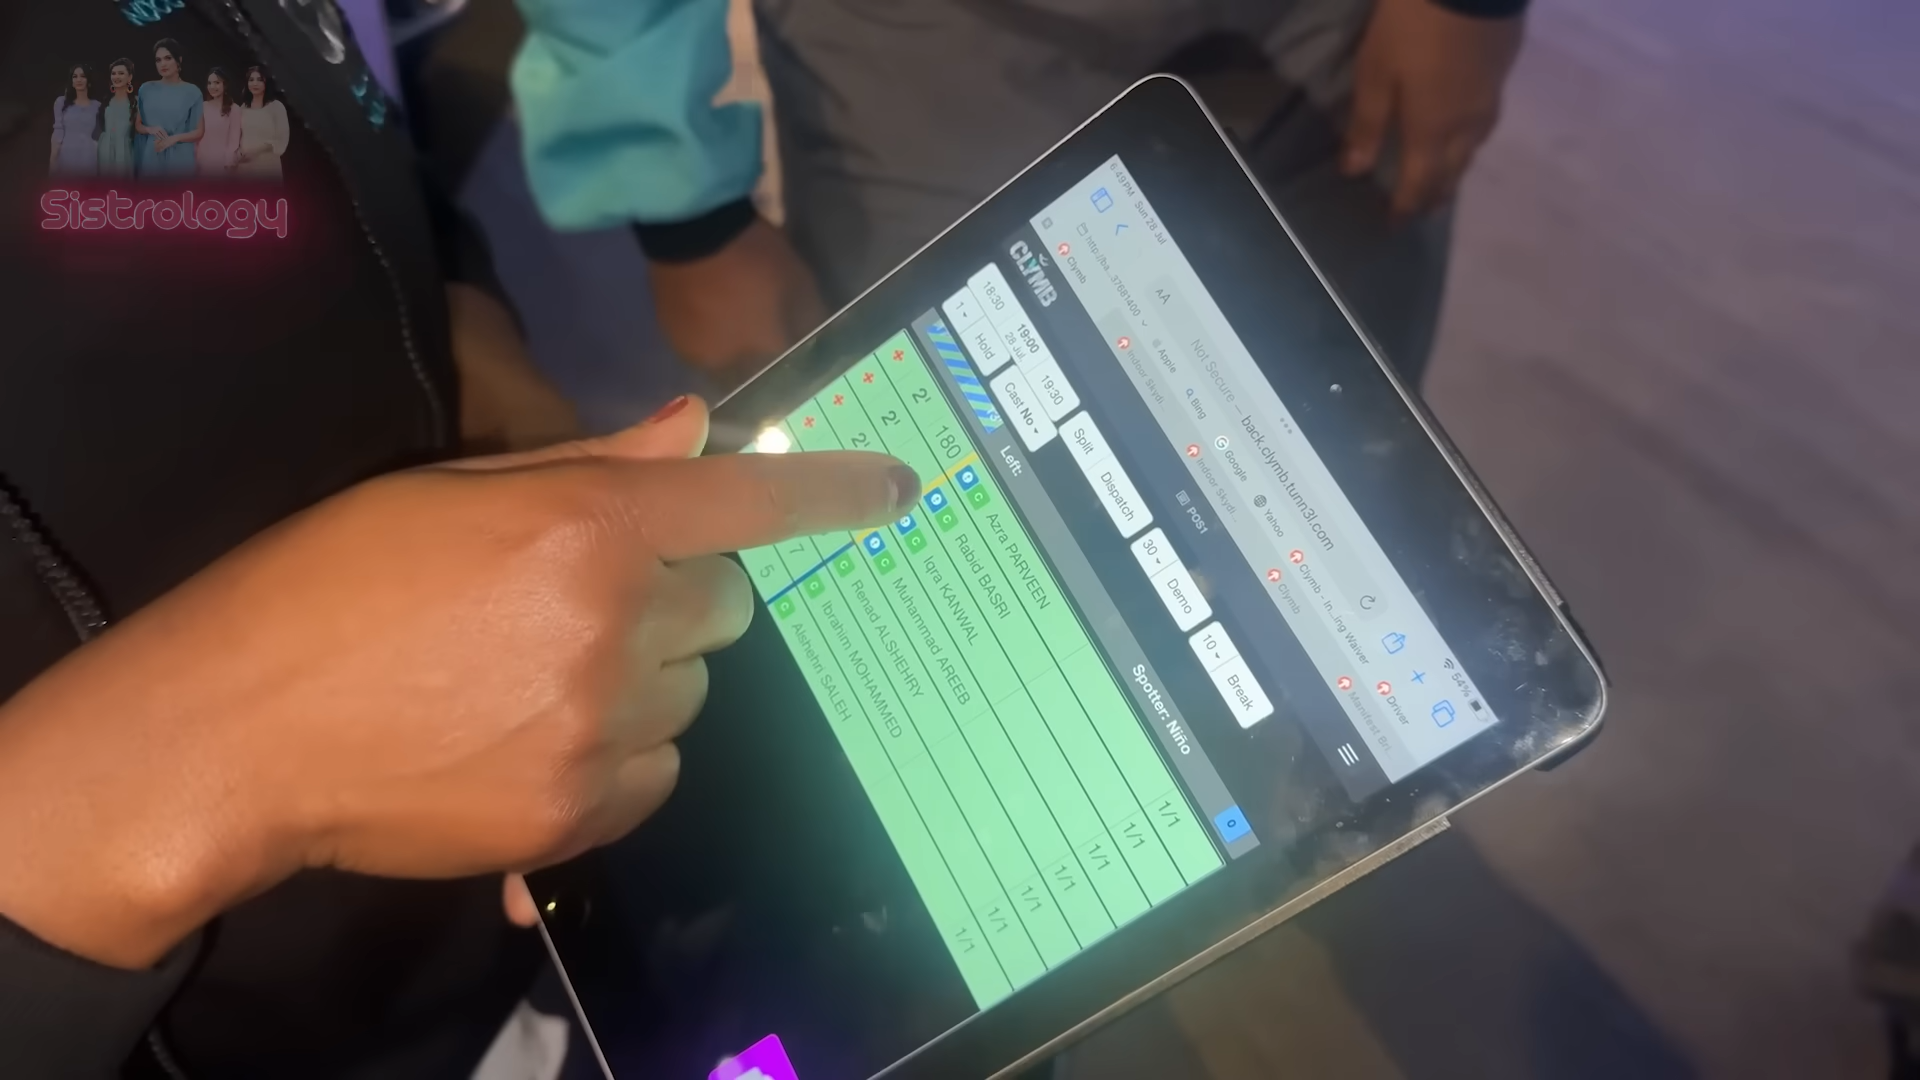 Sistrology
6:49 PM Sun 28 Jul
54%
AA
Not Secure — back.clymb.tunn3l.com
http://ba...37681400
Apple
Bing
Google
Yahoo
Clymb - In...ing Waiver
Driver
Clymb
Indoor Skydi...
Indoor Skydi...
Clymb
Manifest Bri...
CLYMB
POS1
18:30
19:00
28 Jul,
19:30
Split
Dispatch
30
Demo
10
Break
1
Hold
Cast No
Left:
Spotter: Niño
0
2' 180 C Azra PARVEEN 1/1
2' C Rabid BASRI 1/1
2' C Iqra KANWAL 1/1
C Muhammad AREEB 1/1
C Renad ALSHEHRY 1/1
7 C Ibrahim MOHAMMED 1/1
5 C Alshehri SALEH 1/1